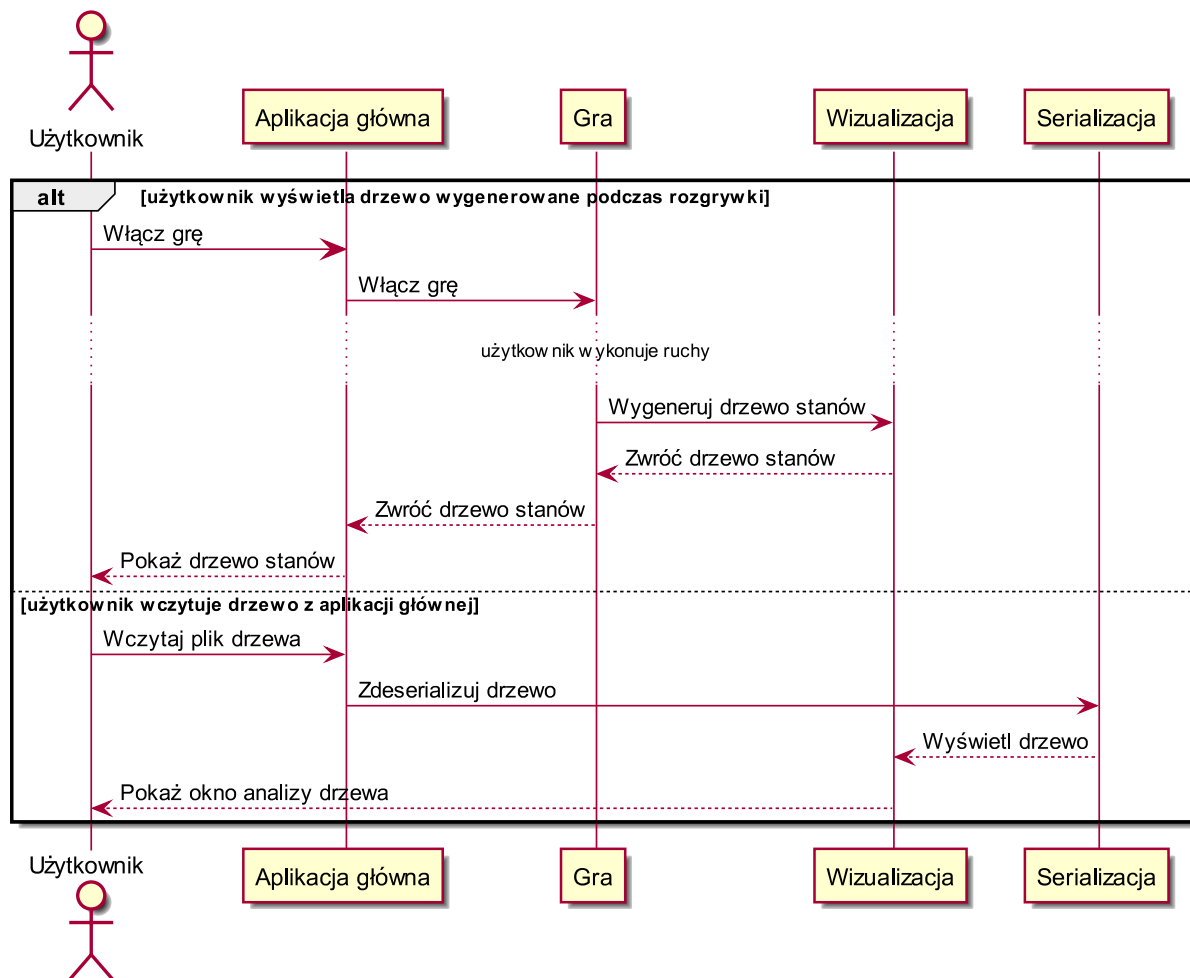 Użytkownik
Aplikacja główna
Gra
Wizualizacja
Serializacja
alt
[użytkownik wyświetla drzewo wygenerowane podczas rozgrywki]
Włącz grę
Włącz grę
użytkownik wykonuje ruchy
Wygeneruj drzewo stanów
Zwróć drzewo stanów
Zwróć drzewo stanów
Pokaż drzewo stanów
[użytkownik wczytuje drzewo z aplikacji głównej]
Wczytaj plik drzewa
Zdeserializuj drzewo
Wyświetl drzewo
Pokaż okno analizy drzewa
Użytkownik
Aplikacja główna
Gra
Wizualizacja
Serializacja